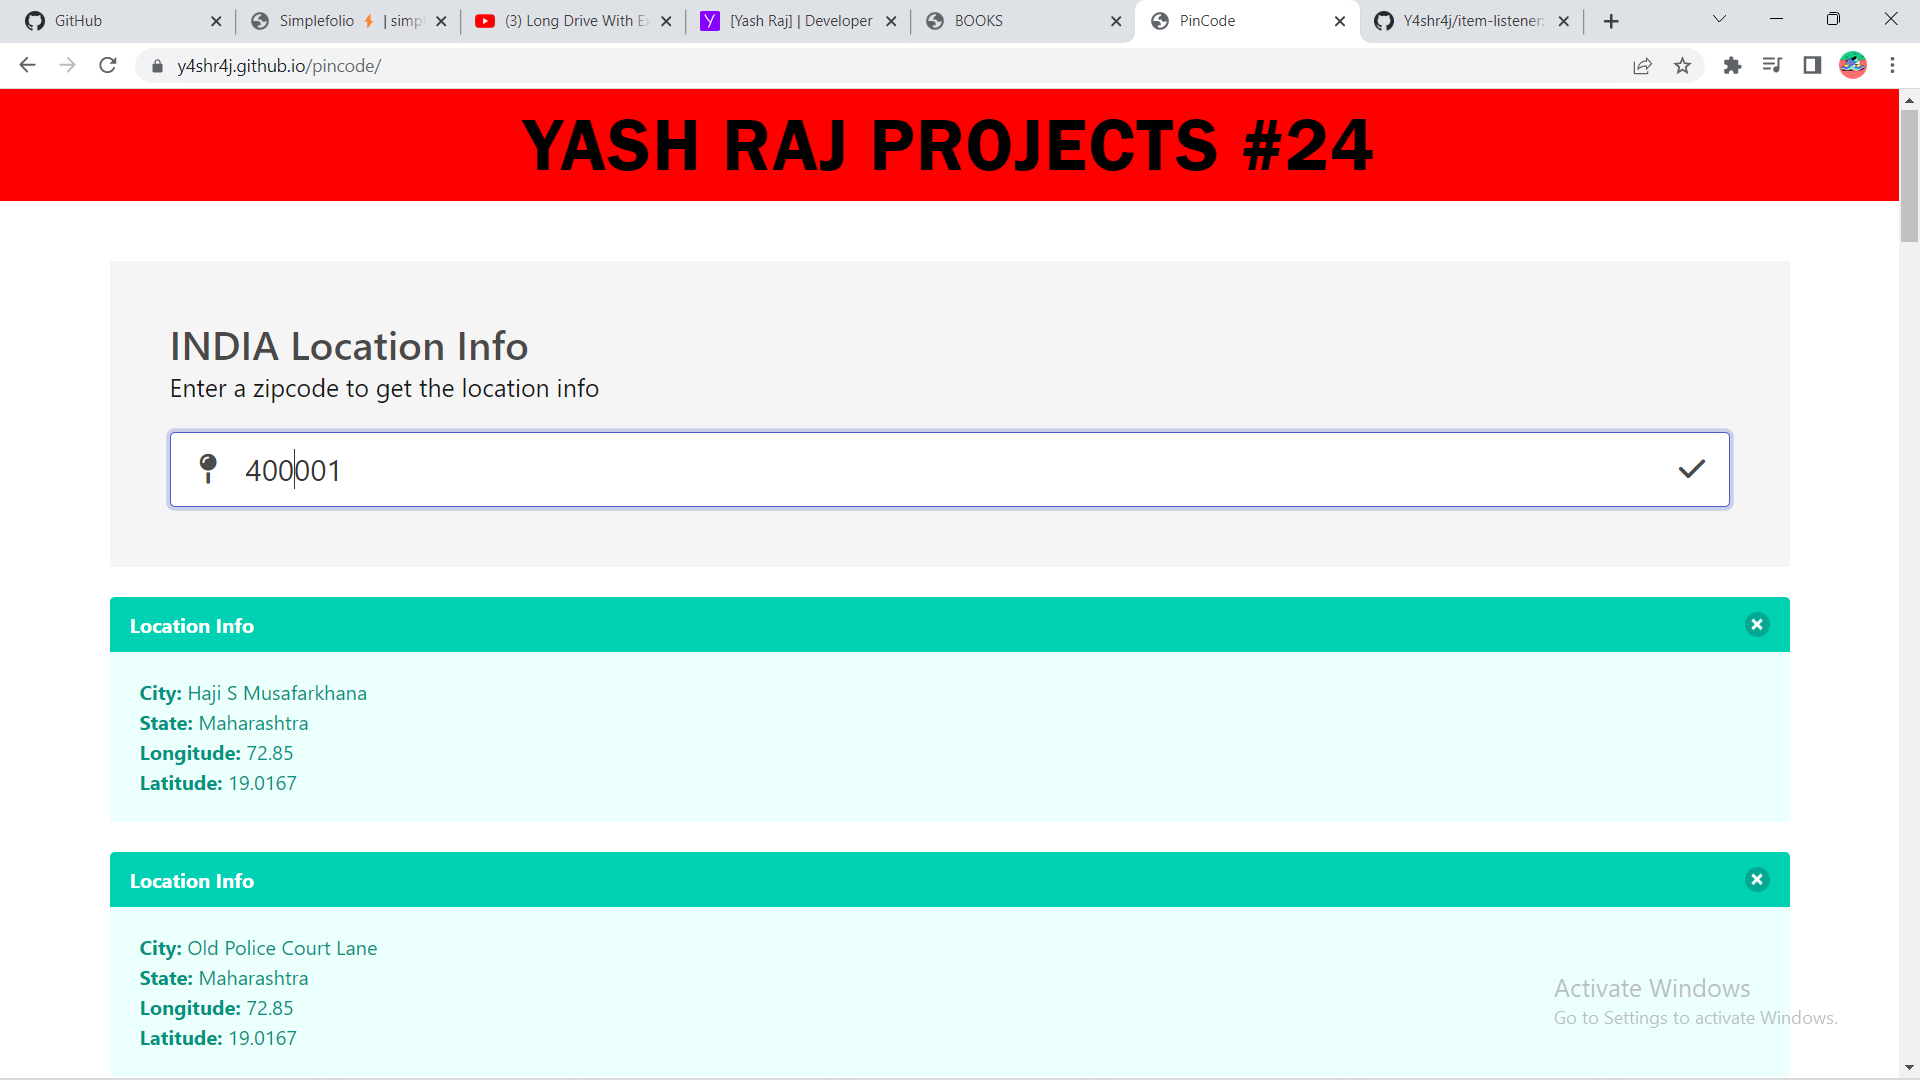 GitHub
Simplefolio ⚡ | simpl
(3) Long Drive With Ex
[Yash Raj] | Developer
BOOKS
PinCode
Y4shr4j/item-listener:
y4shr4j.github.io/pincode/
YASH RAJ PROJECTS #24
INDIA Location Info
Enter a zipcode to get the location info
400001
Location Info
City: Haji S Musafarkhana
State: Maharashtra
Longitude: 72.85
Latitude: 19.0167
Location Info
City: Old Police Court Lane
State: Maharashtra
Longitude: 72.85
Latitude: 19.0167
Activate Windows
Go to Settings to activate Windows.